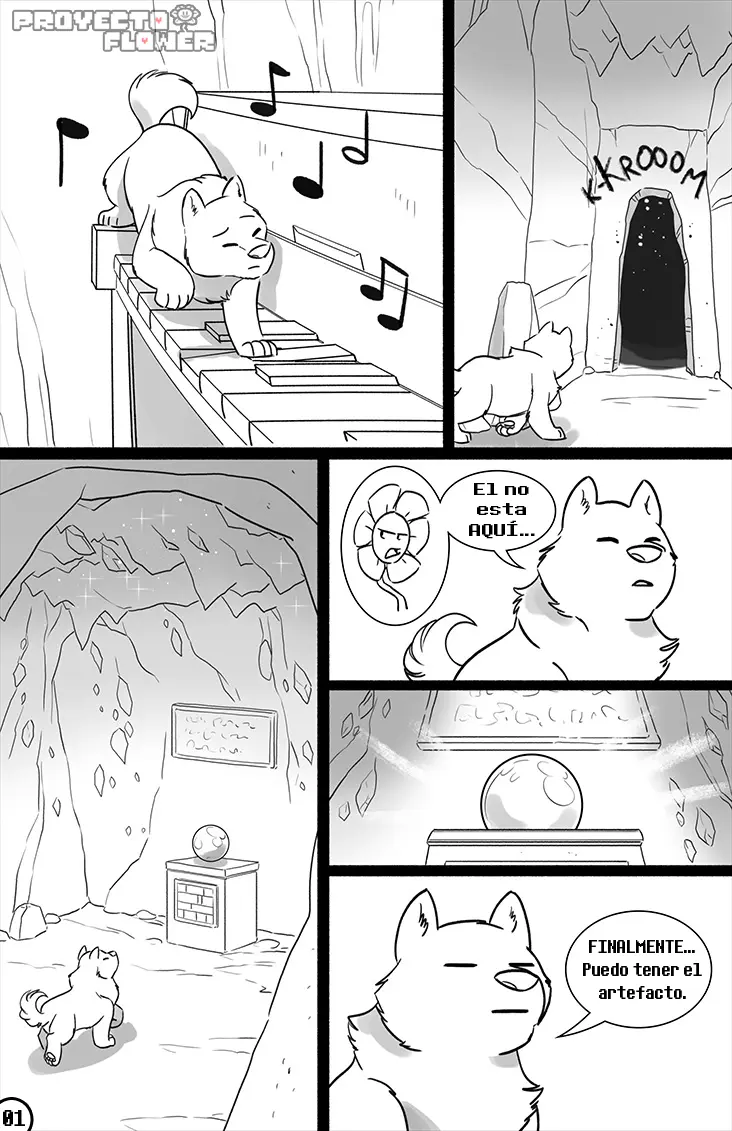 PROYECTO
FLOWER
K-KROOOM
El no
esta
AQUÍ...
FINALMENTE...
Puedo tener el
artefacto.
01